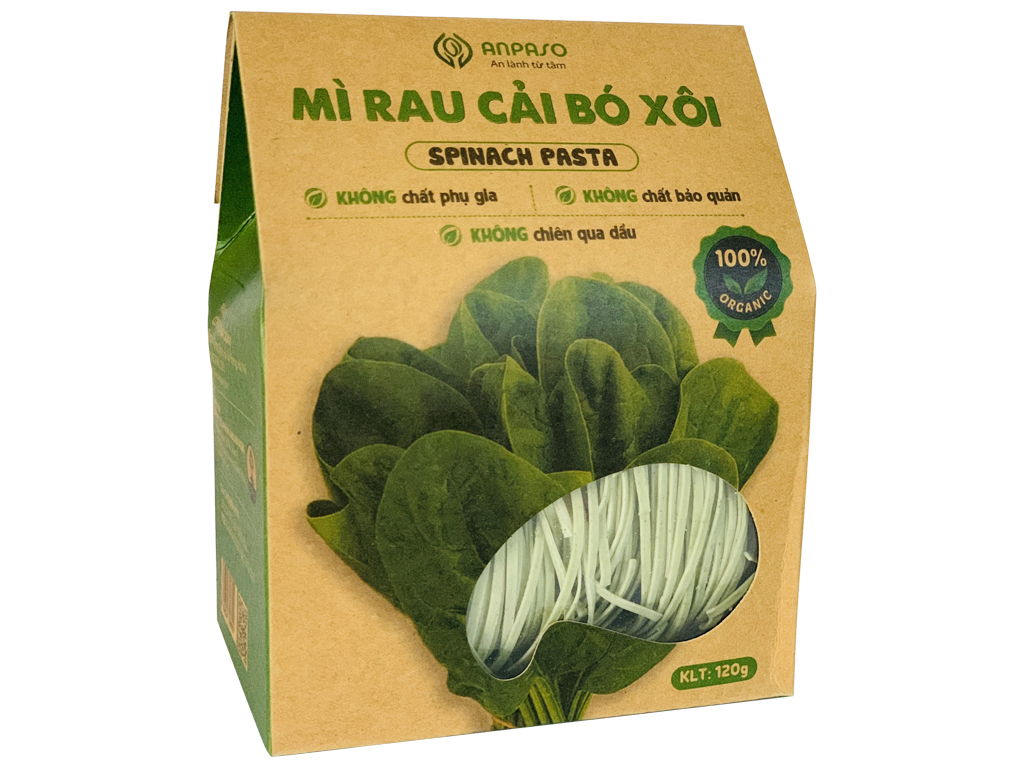 ANPASO
An lành từ tâm
MÌ RAU CẢI BÓ XÔI
SPINACH PASTA
KHÔNG chất phụ gia
KHÔNG chất bảo quản
KHÔNG chiên qua dầu
100%
ORGANIC
KLT: 120g